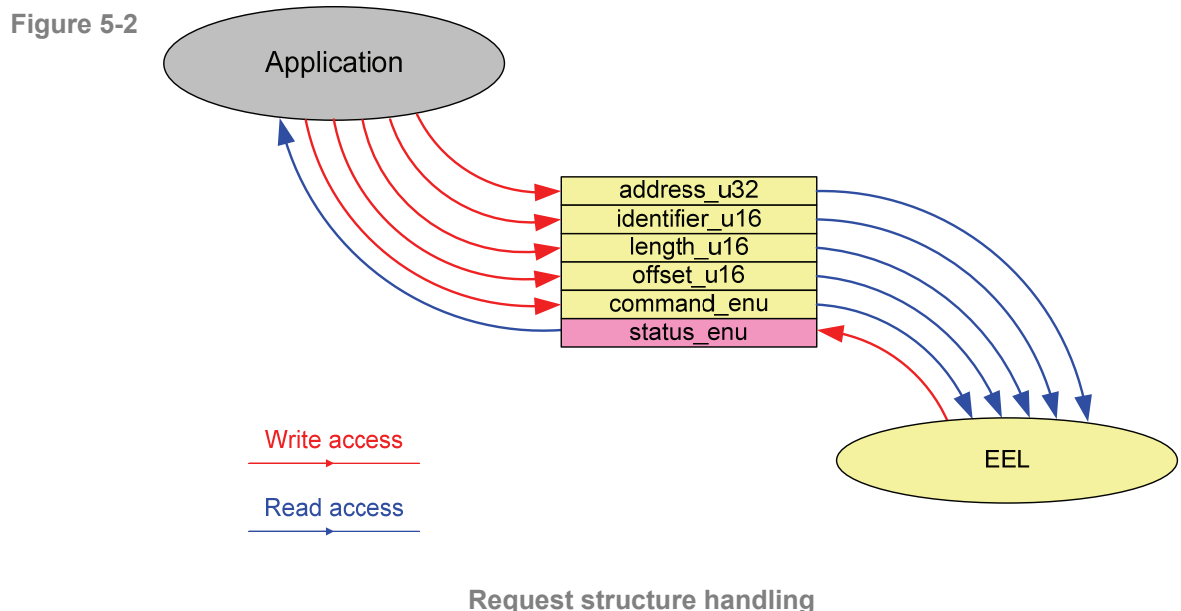 Figure 5-2
Application
address_u32
identifier_u16
length_u16
offset_u16
command_enu
status_enu
Write access
EEL
Read access
Request structure handling